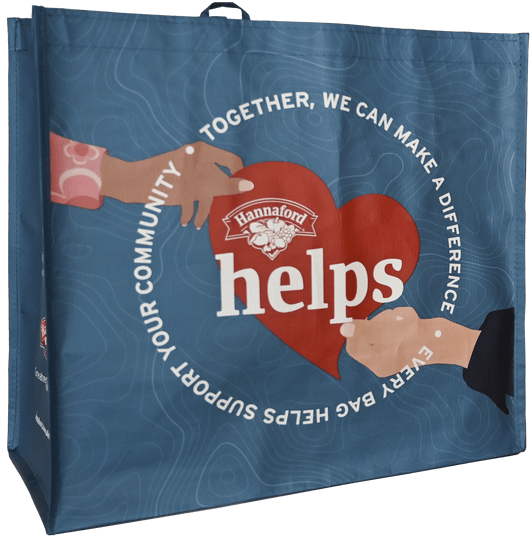 TOGETHER, WE CAN MAKE A DIFFERENCE
• EVERY BAG HELPS SUPPORT YOUR COMMUNITY •
Hannaford
helps